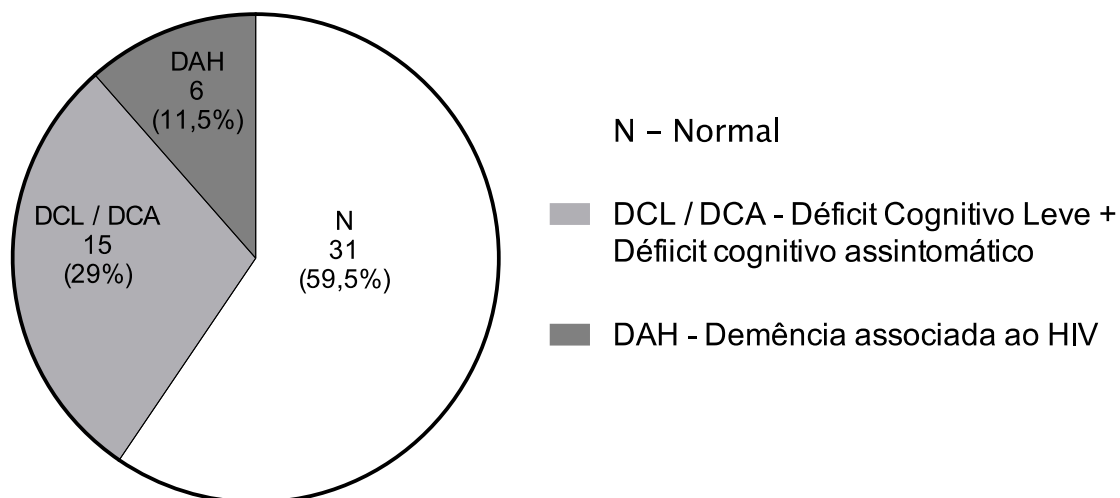 DAH
6
(11,5%)
DCL / DCA
15
(29%)
N
31
(59,5%)
N – Normal
DCL / DCA - Déficit Cognitivo Leve +
Défiicit cognitivo assintomático
DAH - Demência associada ao HIV